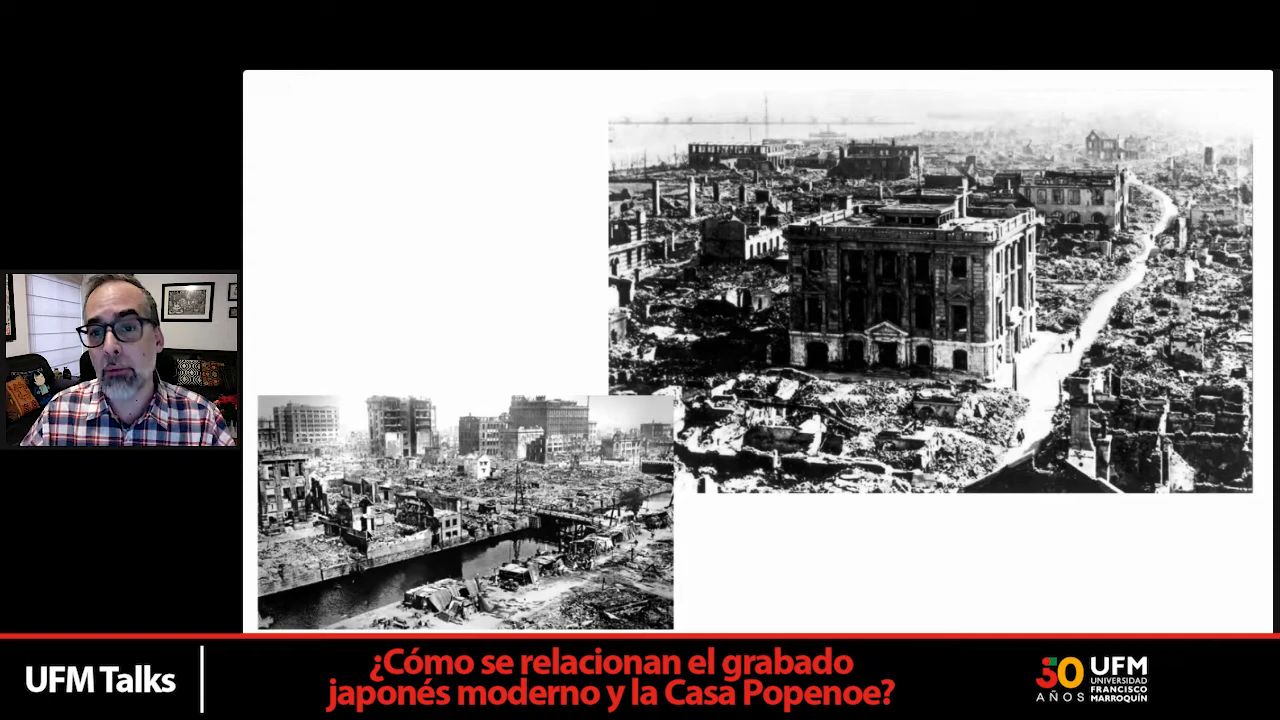 UFM Talks
¿Cómo se relacionan el grabado
japonés moderno y la Casa Popenoe?
50
AÑOS
UFM
UNIVERSIDAD
FRANCISCO
MARROQUÍN